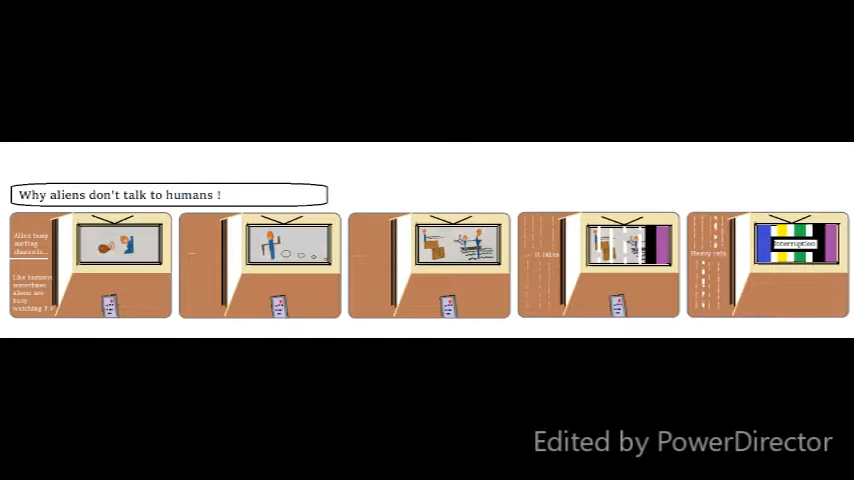 Why aliens don't talk to humans !
Alien busy
surfing
channels...
Like humans
sometimes
aliens are
busy
watching T.V
... it rains
Heavy rain
Interruption
Edited by PowerDirector